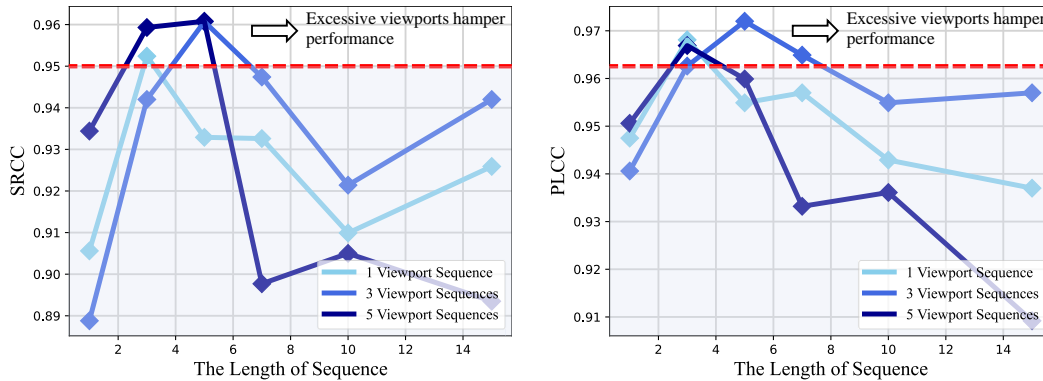 Excessive viewports hamper
performance
0.96
0.95
0.94
0.93
0.92
0.91
0.90
0.89
SRCC
1 Viewport Sequence
3 Viewport Sequences
5 Viewport Sequences
2 4 6 8 10 12 14
The Length of Sequence
Excessive viewports hamper
performance
0.97
0.96
0.95
0.94
0.93
0.92
0.91
PLCC
1 Viewport Sequence
3 Viewport Sequences
5 Viewport Sequences
2 4 6 8 10 12 14
The Length of Sequence